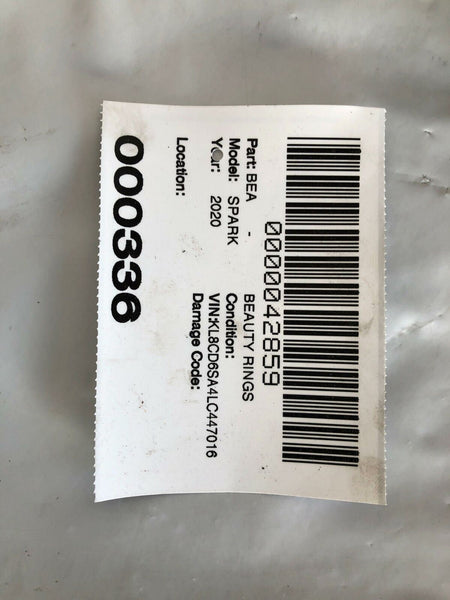 0000042859
Part: BEA - BEAUTY RINGS
Model: SPARK Condition:
Year: 2020 VIN:KL8CD6SA4LC447016
Damage Code:
Location:
000336